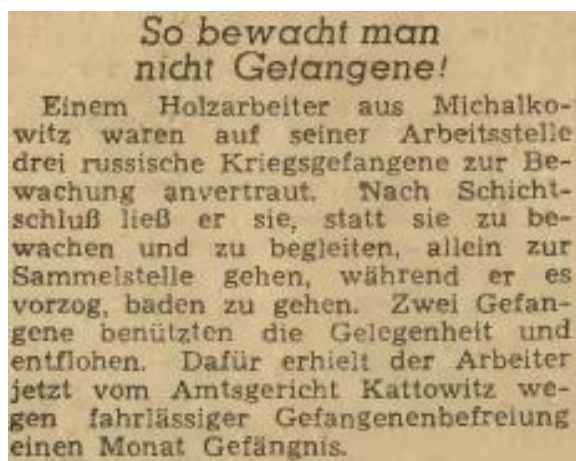 So bewacht man
nicht Gefangene!
Einem Holzarbeiter aus Michalko-
witz waren auf seiner Arbeitsstelle
drei russische Kriegsgefangene zur Be-
wachung anvertraut. Nach Schicht-
schluß ließ er sie, statt sie zu be-
wachen und zu begleiten, allein zur
Sammelstelle gehen, während er es
vorzog, baden zu gehen. Zwei Gefan-
gene benützten die Gelegenheit und
entflohen. Dafür erhielt der Arbeiter
jetzt vom Amtsgericht Kattowitz we-
gen fahrlässiger Gefangenenbefreiung
einen Monat Gefängnis.